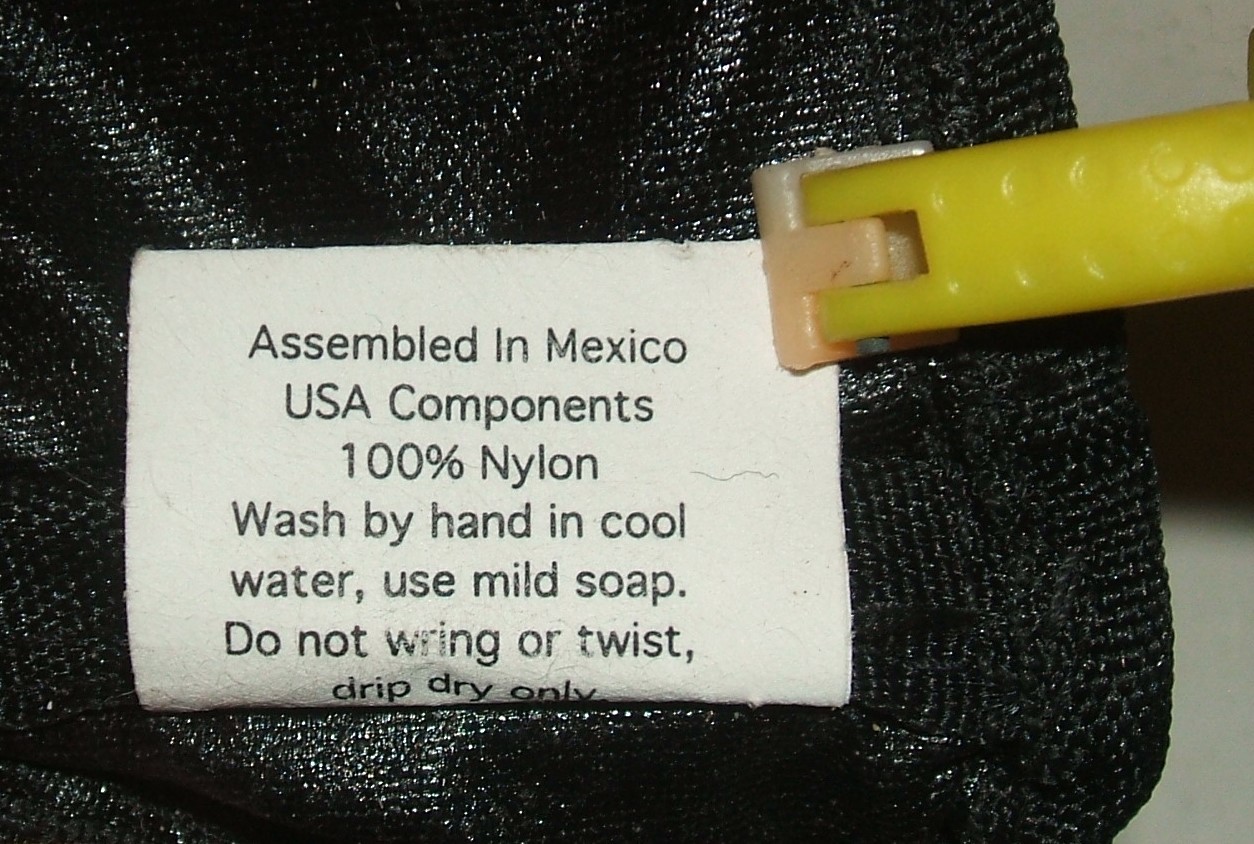 Assembled In Mexico
USA Components
100% Nylon
Wash by hand in cool
water, use mild soap.
Do not wring or twist,
drip dry only